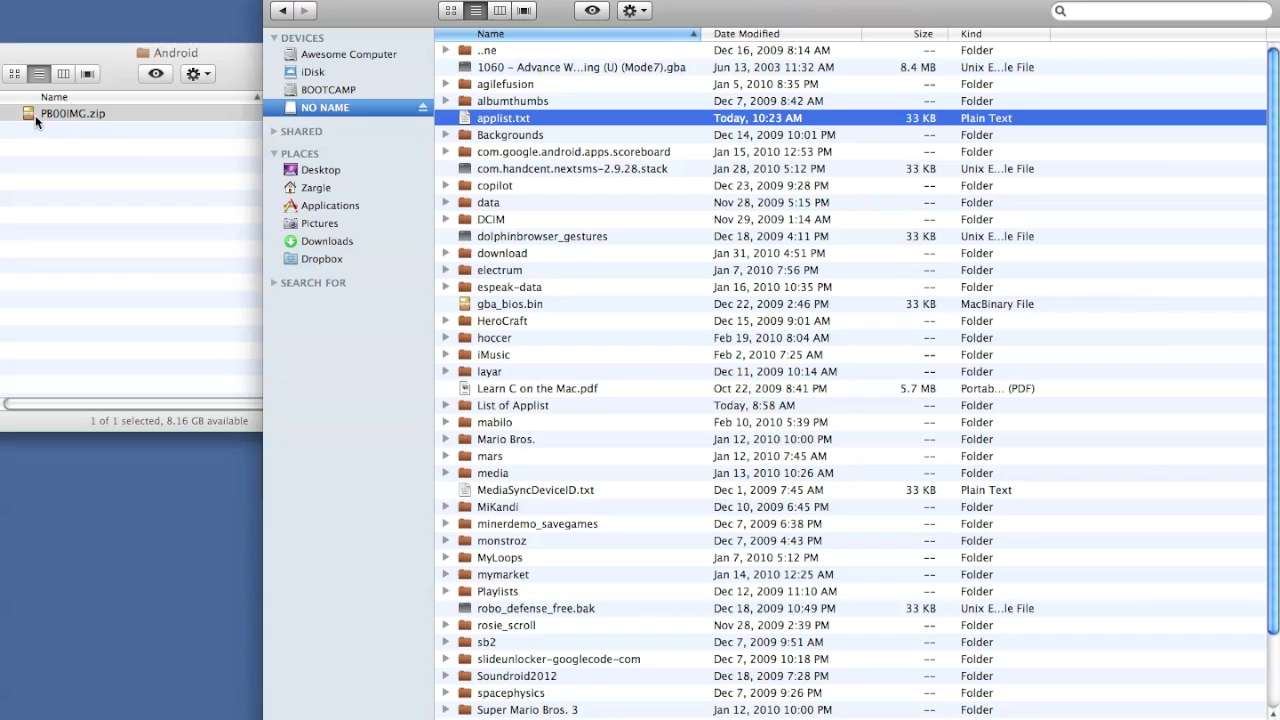 Android
Name
PB00IMG.zip
1 of 1 selected, 8.16 GB available
DEVICES
Awesome Computer
iDisk
BOOTCAMP
NO NAME
SHARED
PLACES
Desktop
Zargle
Applications
Pictures
Downloads
Dropbox
SEARCH FOR
Name Date Modified Size Kind
..ne Dec 16, 2009 8:14 AM -- Folder
1060 – Advance W...ing (U) (Mode7).gba Jun 13, 2003 11:32 AM 8.4 MB Unix E...le File
agilefusion Jan 5, 2010 8:35 PM -- Folder
albumthumbs Dec 7, 2009 8:42 AM -- Folder
applist.txt Today, 10:23 AM 33 KB Plain Text
Backgrounds Dec 14, 2009 10:01 PM -- Folder
com.google.android.apps.scoreboard Jan 15, 2010 12:53 PM -- Folder
com.handcent.nextsms-2.9.28.stack Jan 28, 2010 5:12 PM 33 KB Unix E...le File
copilot Dec 23, 2009 9:28 PM -- Folder
data Nov 28, 2009 5:15 PM -- Folder
DCIM Nov 29, 2009 1:14 AM -- Folder
dolphinbrowser_gestures Dec 18, 2009 4:11 PM 33 KB Unix E...le File
download Jan 31, 2010 4:51 PM -- Folder
electrum Jan 7, 2010 7:56 PM -- Folder
espeak-data Jan 16, 2010 10:35 PM -- Folder
gba_bios.bin Dec 22, 2009 2:46 PM 33 KB MacBinary File
HeroCraft Dec 15, 2009 9:01 AM -- Folder
hoccer Feb 19, 2010 8:04 AM -- Folder
iMusic Feb 2, 2010 7:25 AM -- Folder
layar Dec 11, 2009 10:14 AM -- Folder
Learn C on the Mac.pdf Oct 22, 2009 8:41 PM .7 MB Portab... (PDF)
List of Applist Today, 8:58 AM -- Folder
mabilo Feb 10, 2010 5:39 PM -- Folder
Mario Bros. Jan 12, 2010 10:00 PM -- Folder
mars Jan 12, 2010 7:45 AM -- Folder
media Jan 13, 2010 10:26 AM -- Folder
MediaSyncDeviceID.txt Dec 1, 2009 7:43 PM 33 KB Plain Text
MiKandi Jan 9, 2010 6:24 PM -- Folder
minerdemo_savegames Dec 7, 2009 6:38 PM -- Folder
monstroz Dec 7, 2009 4:43 PM -- Folder
MyLoops Jan 7, 2010 5:12 PM -- Folder
mymarket Jan 14, 2010 12:25 AM -- Folder
Playlists Dec 12, 2009 11:10 AM -- Folder
robo_defense_free.bak Dec 18, 2009 10:49 PM 33 KB Unix E...le File
rosie_scroll Nov 28, 2009 2:39 PM -- Folder
sb2 Dec 7, 2009 9:51 AM -- Folder
slideunlocker-googlecode-com Dec 7, 2009 10:18 PM -- Folder
Soundroid2012 Dec 18, 2009 7:28 PM -- Folder
spacephysics Dec 7, 2009 9:26 PM -- Folder
Super Mario Bros. 3 Jan 12, 2010 10:00 PM -- Folder